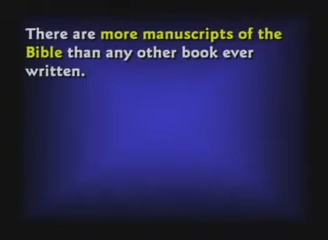 There are more manuscripts of the
Bible than any other book ever
written.